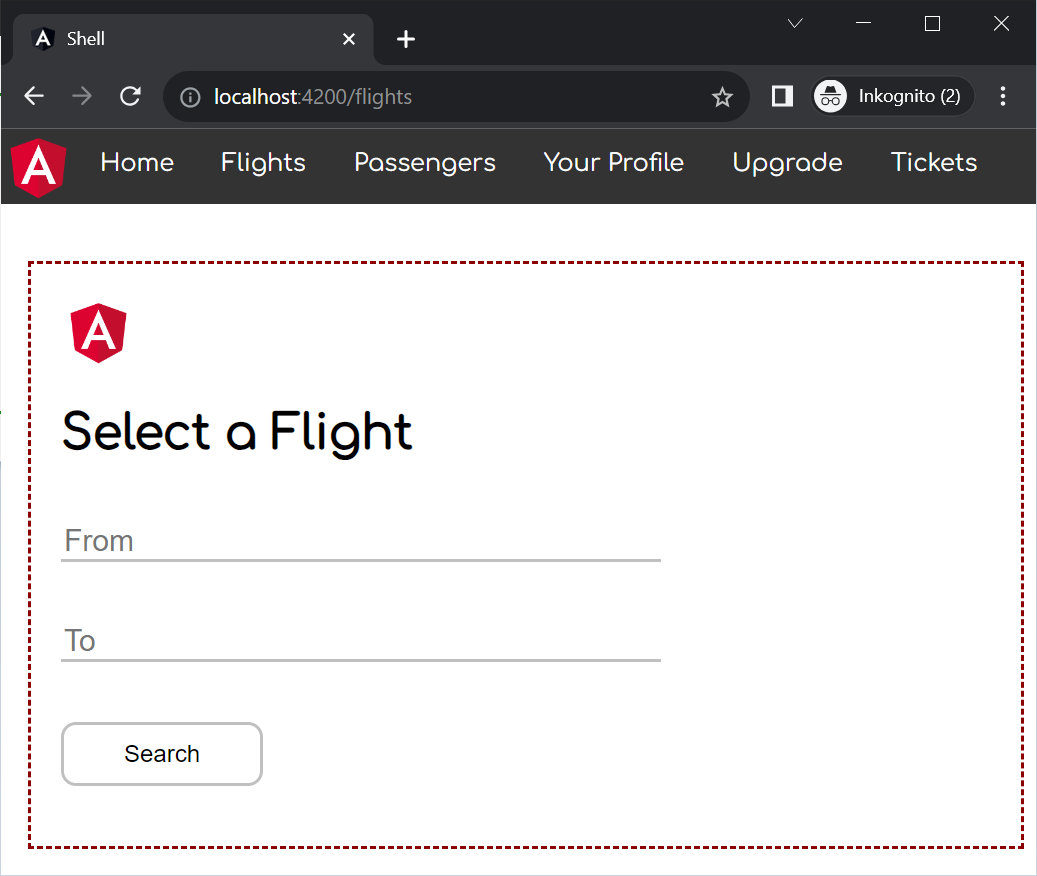 Shell
localhost:4200/flights
Inkognito (2)
Home Flights Passengers Your Profile Upgrade Tickets
Select a Flight
From
To
Search